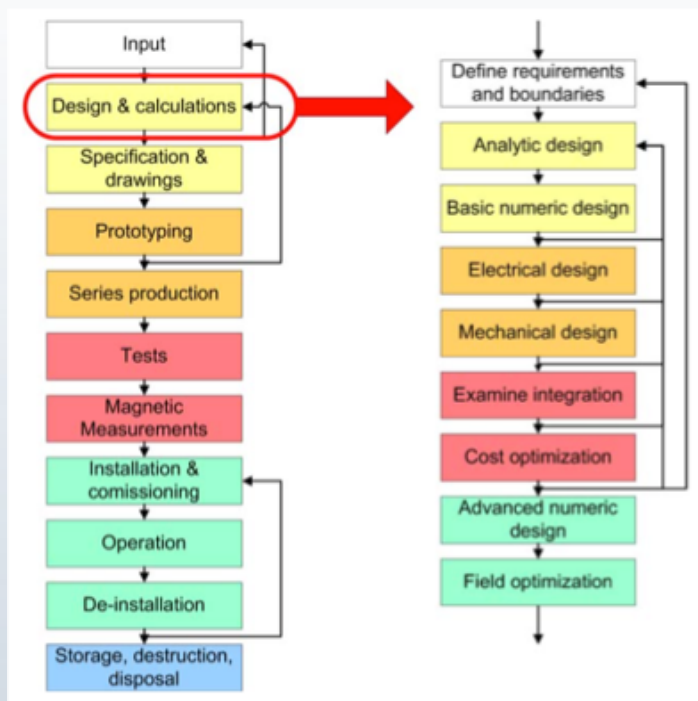 Input
Design & calculations
Specification &
drawings
Prototyping
Series production
Tests
Magnetic
Measurements
Installation &
comissioning
Operation
De-installation
Storage, destruction,
disposal
Define requirements
and boundaries
Analytic design
Basic numeric design
Electrical design
Mechanical design
Examine integration
Cost optimization
Advanced numeric
design
Field optimization